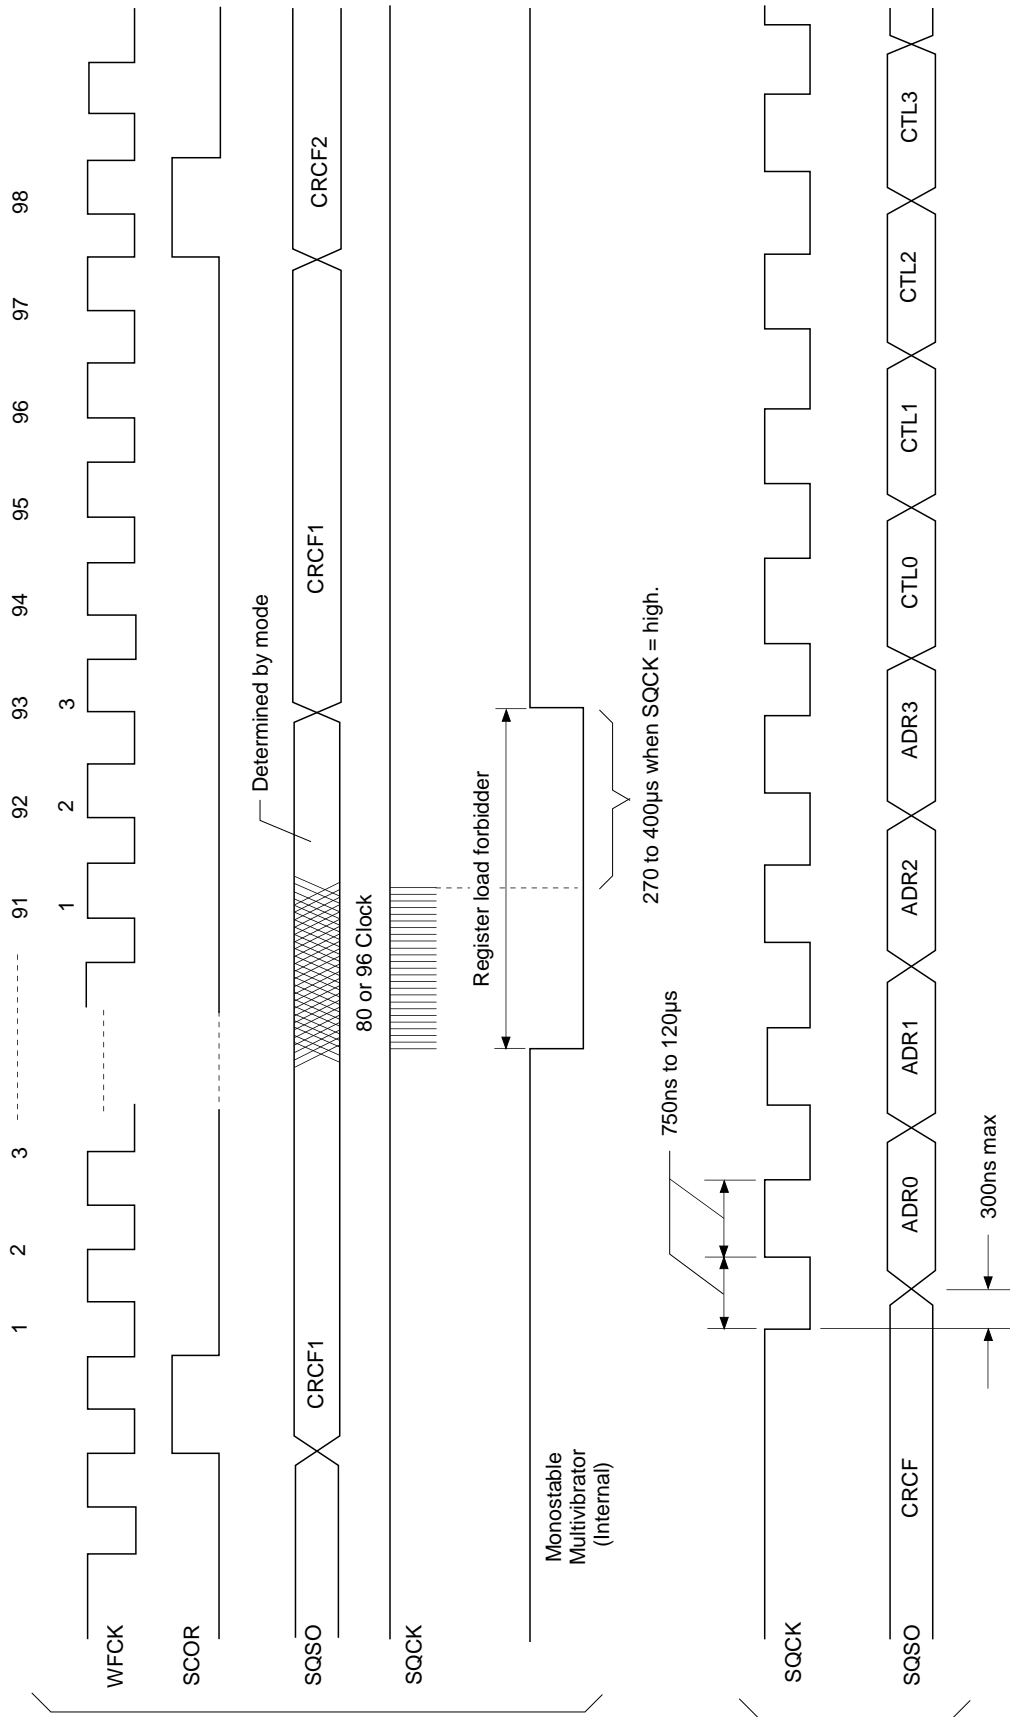 1 2 3 91 92 93 94 95 96 97 98
1 2 3
WFCK
SCOR
Determined by mode
SQSO CRCF1 CRCF1 CRCF2
80 or 96 Clock
SQCK
Register load forbidder
Monostable
Multivibrator
(Internal)
270 to 400µs when SQCK = high.
750ns to 120µs
SQCK
SQSO CRCF ADR0 ADR1 ADR2 ADR3 CTL0 CTL1 CTL2 CTL3
300ns max